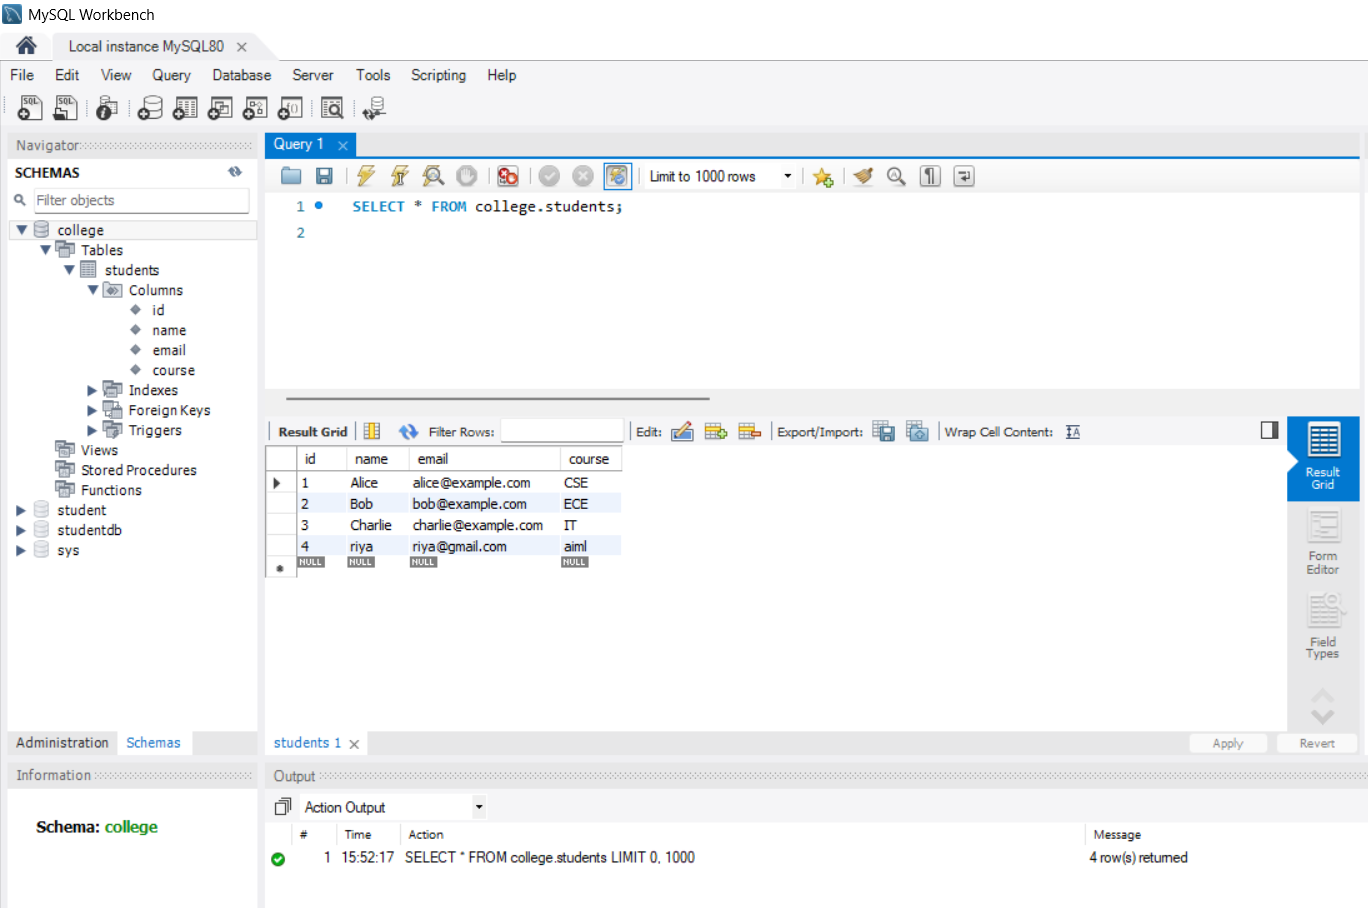 MySQL Workbench
Local instance MySQL80
File Edit View Query Database Server Tools Scripting Help
Navigator
SCHEMAS
Filter objects
college
Tables
students
Columns
id
name
email
course
Indexes
Foreign Keys
Triggers
Views
Stored Procedures
Functions
student
studentdb
sys
Administration Schemas
Information
Schema: college
Query 1
Limit to 1000 rows
1 SELECT * FROM college.students;
2
Result Grid Filter Rows: Edit: Export/Import: Wrap Cell Content:
id name email course
1 Alice alice@example.com CSE
2 Bob bob@example.com ECE
3 Charlie charlie@example.com IT
4 riya riya@gmail.com aiml
NULL NULL NULL NULL
Result
Grid
Form
Editor
Field
Types
students 1
Apply Revert
Output
Action Output
# Time Action Message
1 15:52:17 SELECT * FROM college.students LIMIT 0, 1000 4 row(s) returned